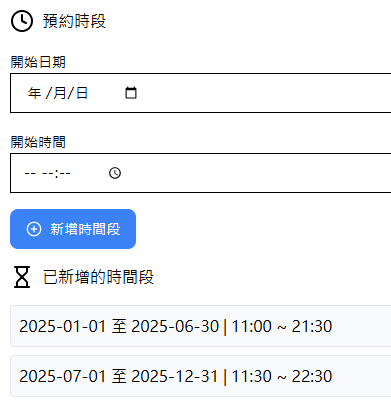 預約時段
開始日期
年 /月/日
開始時間
-- --:--
新增時間段
已新增的時間段
2025-01-01 至 2025-06-30 | 11:00 ~ 21:30
2025-07-01 至 2025-12-31 | 11:30 ~ 22:30